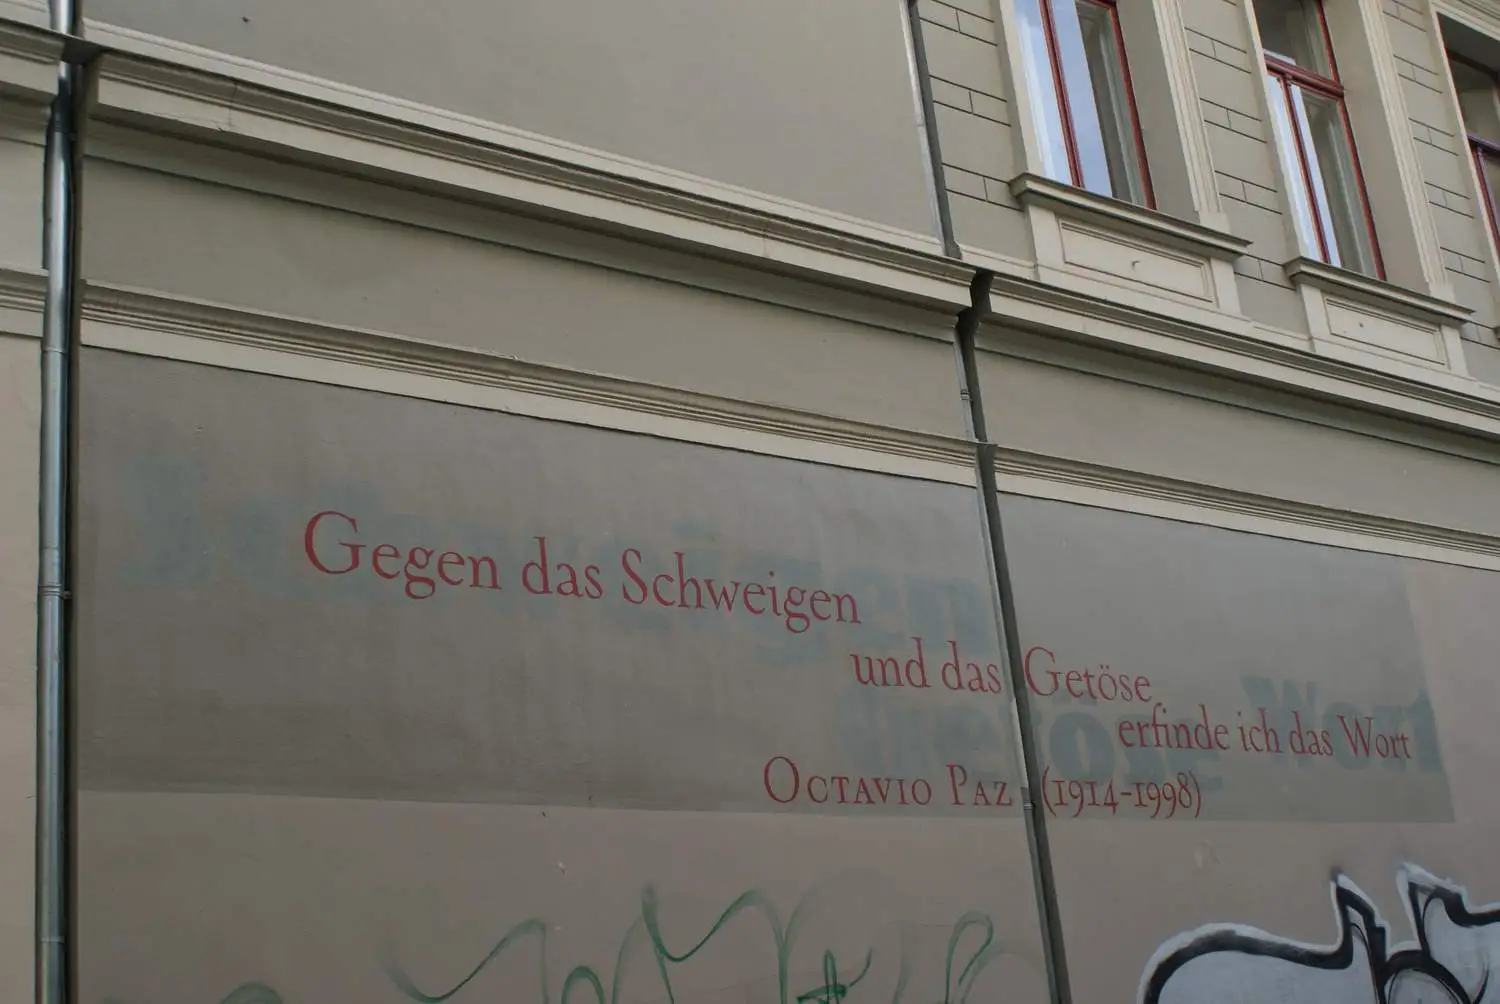 Gegen das Schweigen
und das Getöse
erfinde ich das Wort
OCTAVIO PAZ (1914-1998)